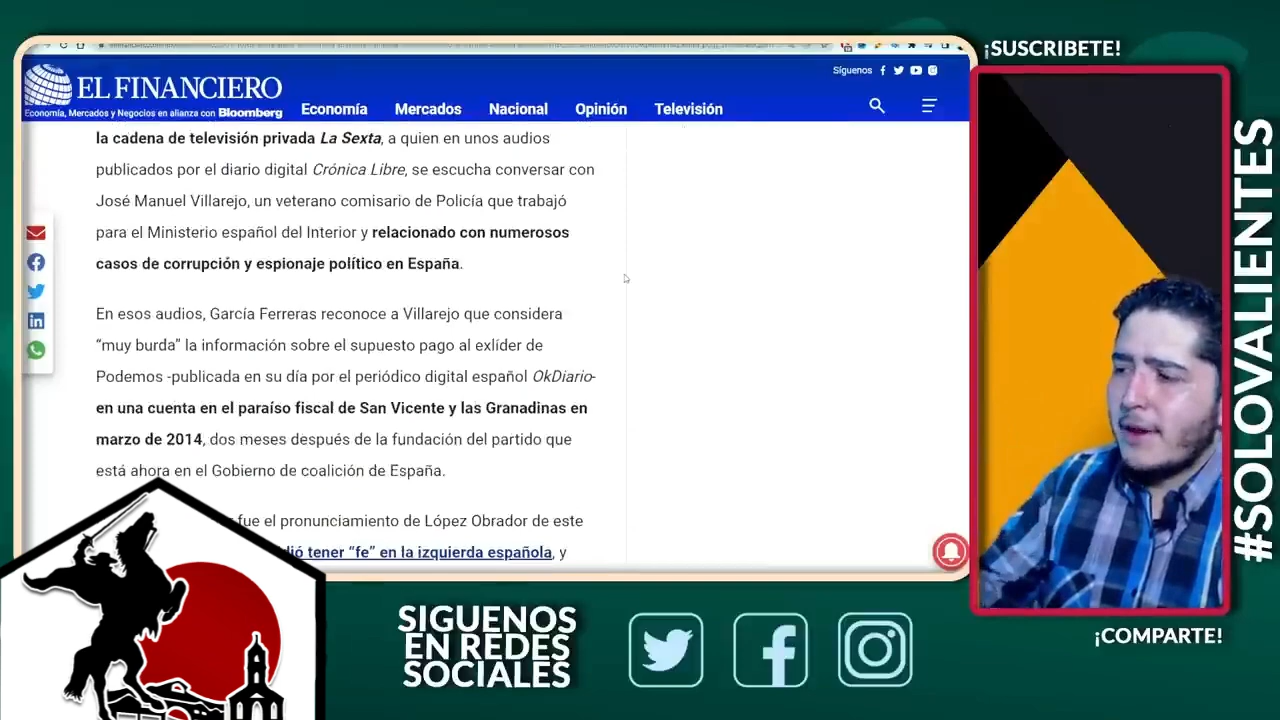 ¡SUSCRIBETE!
EL FINANCIERO
Economía, Mercados y Negocios en alianza con Bloomberg
Economía
Mercados
Nacional
Opinión
Televisión
Síguenos
la cadena de televisión privada La Sexta, a quien en unos audios
publicados por el diario digital Crónica Libre, se escucha conversar con
José Manuel Villarejo, un veterano comisario de Policía que trabajó
para el Ministerio español del Interior y relacionado con numerosos
casos de corrupción y espionaje político en España.
En esos audios, García Ferreras reconoce a Villarejo que considera
“muy burda” la información sobre el supuesto pago al exlíder de
Podemos -publicada en su día por el periódico digital español OkDiario-
en una cuenta en el paraíso fiscal de San Vicente y las Granadinas en
marzo de 2014, dos meses después de la fundación del partido que
está ahora en el Gobierno de coalición de España.
fue el pronunciamiento de López Obrador de este
dió tener “fe” en la izquierda española, y
#SOLOVALIENTES
¡COMPARTE!
SIGUENOS
EN REDES
SOCIALES